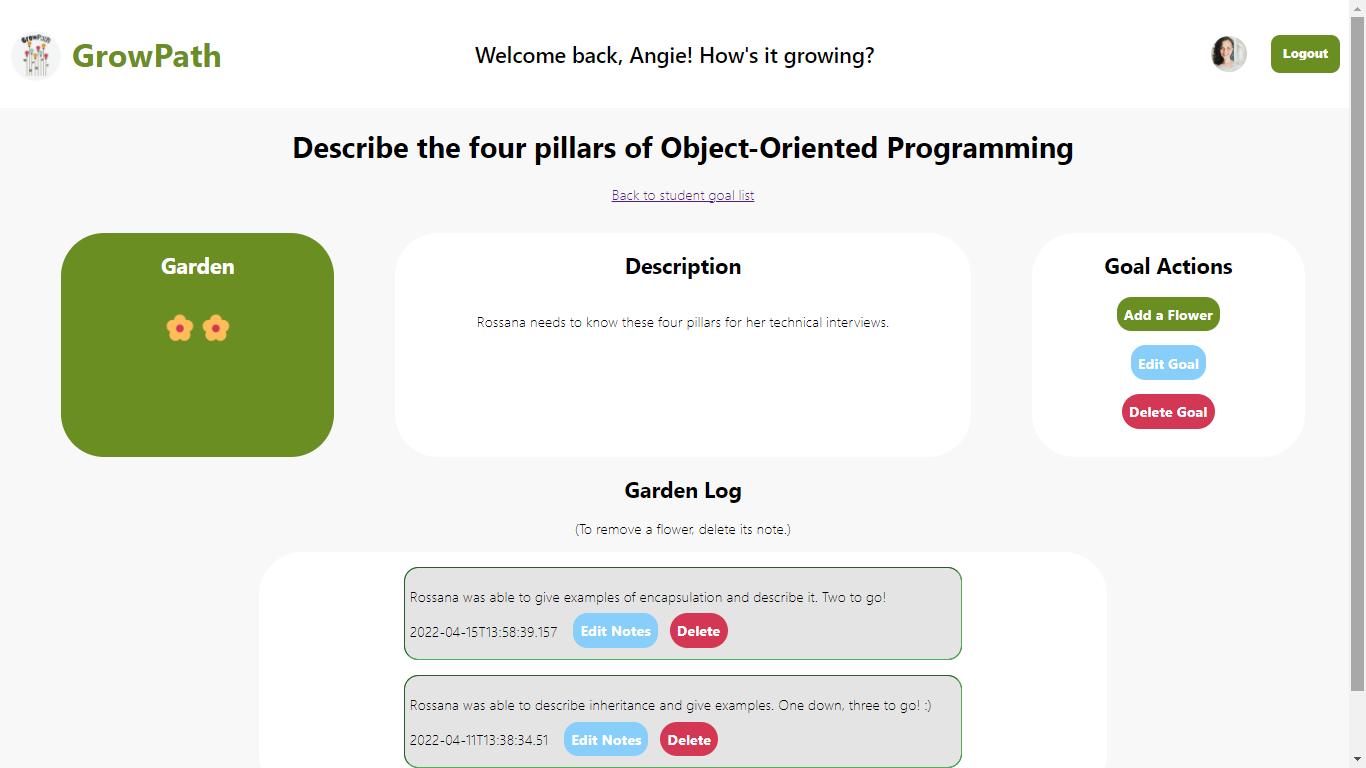 GrowPath
GrowPath
Welcome back, Angie! How's it growing?
Logout
Describe the four pillars of Object-Oriented Programming
Back to student goal list
Garden
Description
Rossana needs to know these four pillars for her technical interviews.
Goal Actions
Add a Flower
Edit Goal
Delete Goal
Garden Log
(To remove a flower, delete its note.)
Rossana was able to give examples of encapsulation and describe it. Two to go!
2022-04-15T13:58:39.157 Edit Notes Delete
Rossana was able to describe inheritance and give examples. One down, three to go! :)
2022-04-11T13:38:34.51 Edit Notes Delete